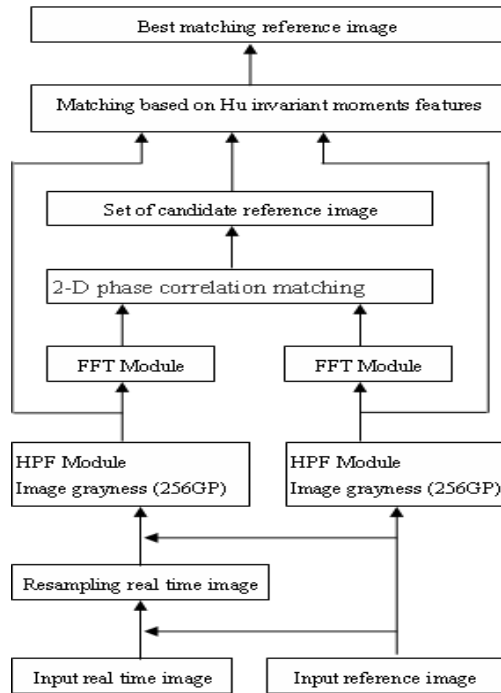 Best matching reference image
Matching based on Hu invariant moments features
Set of candidate reference image
2-D phase correlation matching
FFT Module
FFT Module
HPF Module
Image grayness (256GP)
HPF Module
Image grayness (256GP)
Resampling real time image
Input real time image
Input reference image